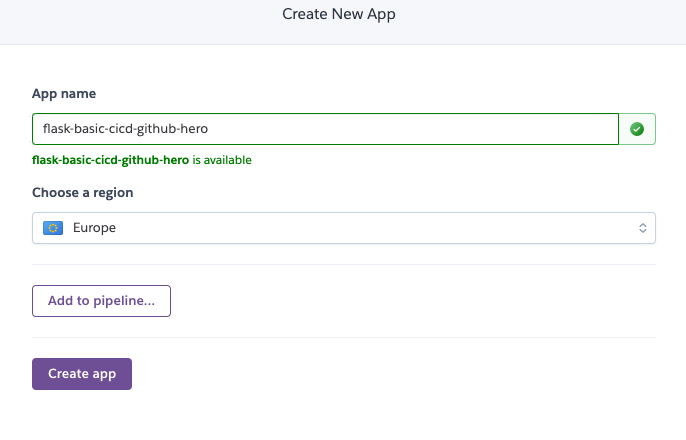 Create New App
App name
flask-basic-cicd-github-hero
flask-basic-cicd-github-hero is available
Choose a region
Europe
Add to pipeline...
Create app